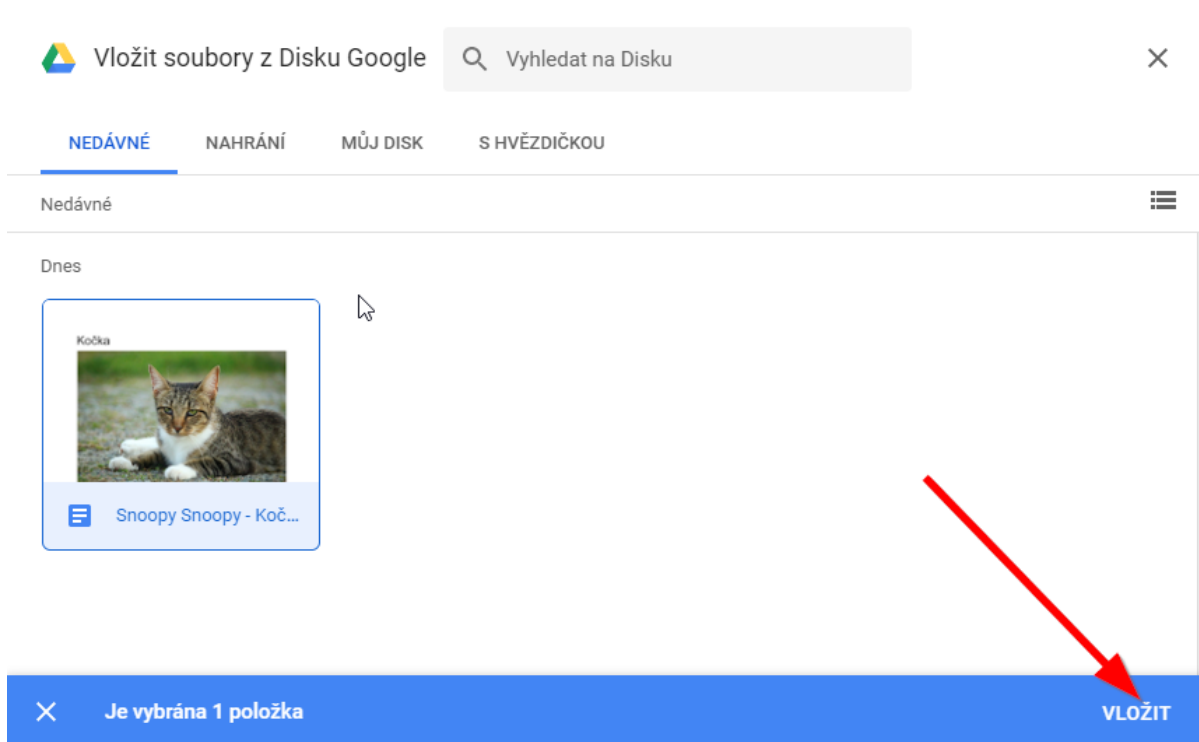 Vložit soubory z Disku Google
Vyhledat na Disku
NEDÁVNÉ NAHRÁNÍ MŮJ DISK S HVĚZDIČKOU
Nedávné
Dnes
Kočka
Snoopy Snoopy - Koč...
Je vybrána 1 položka
VLOŽIT